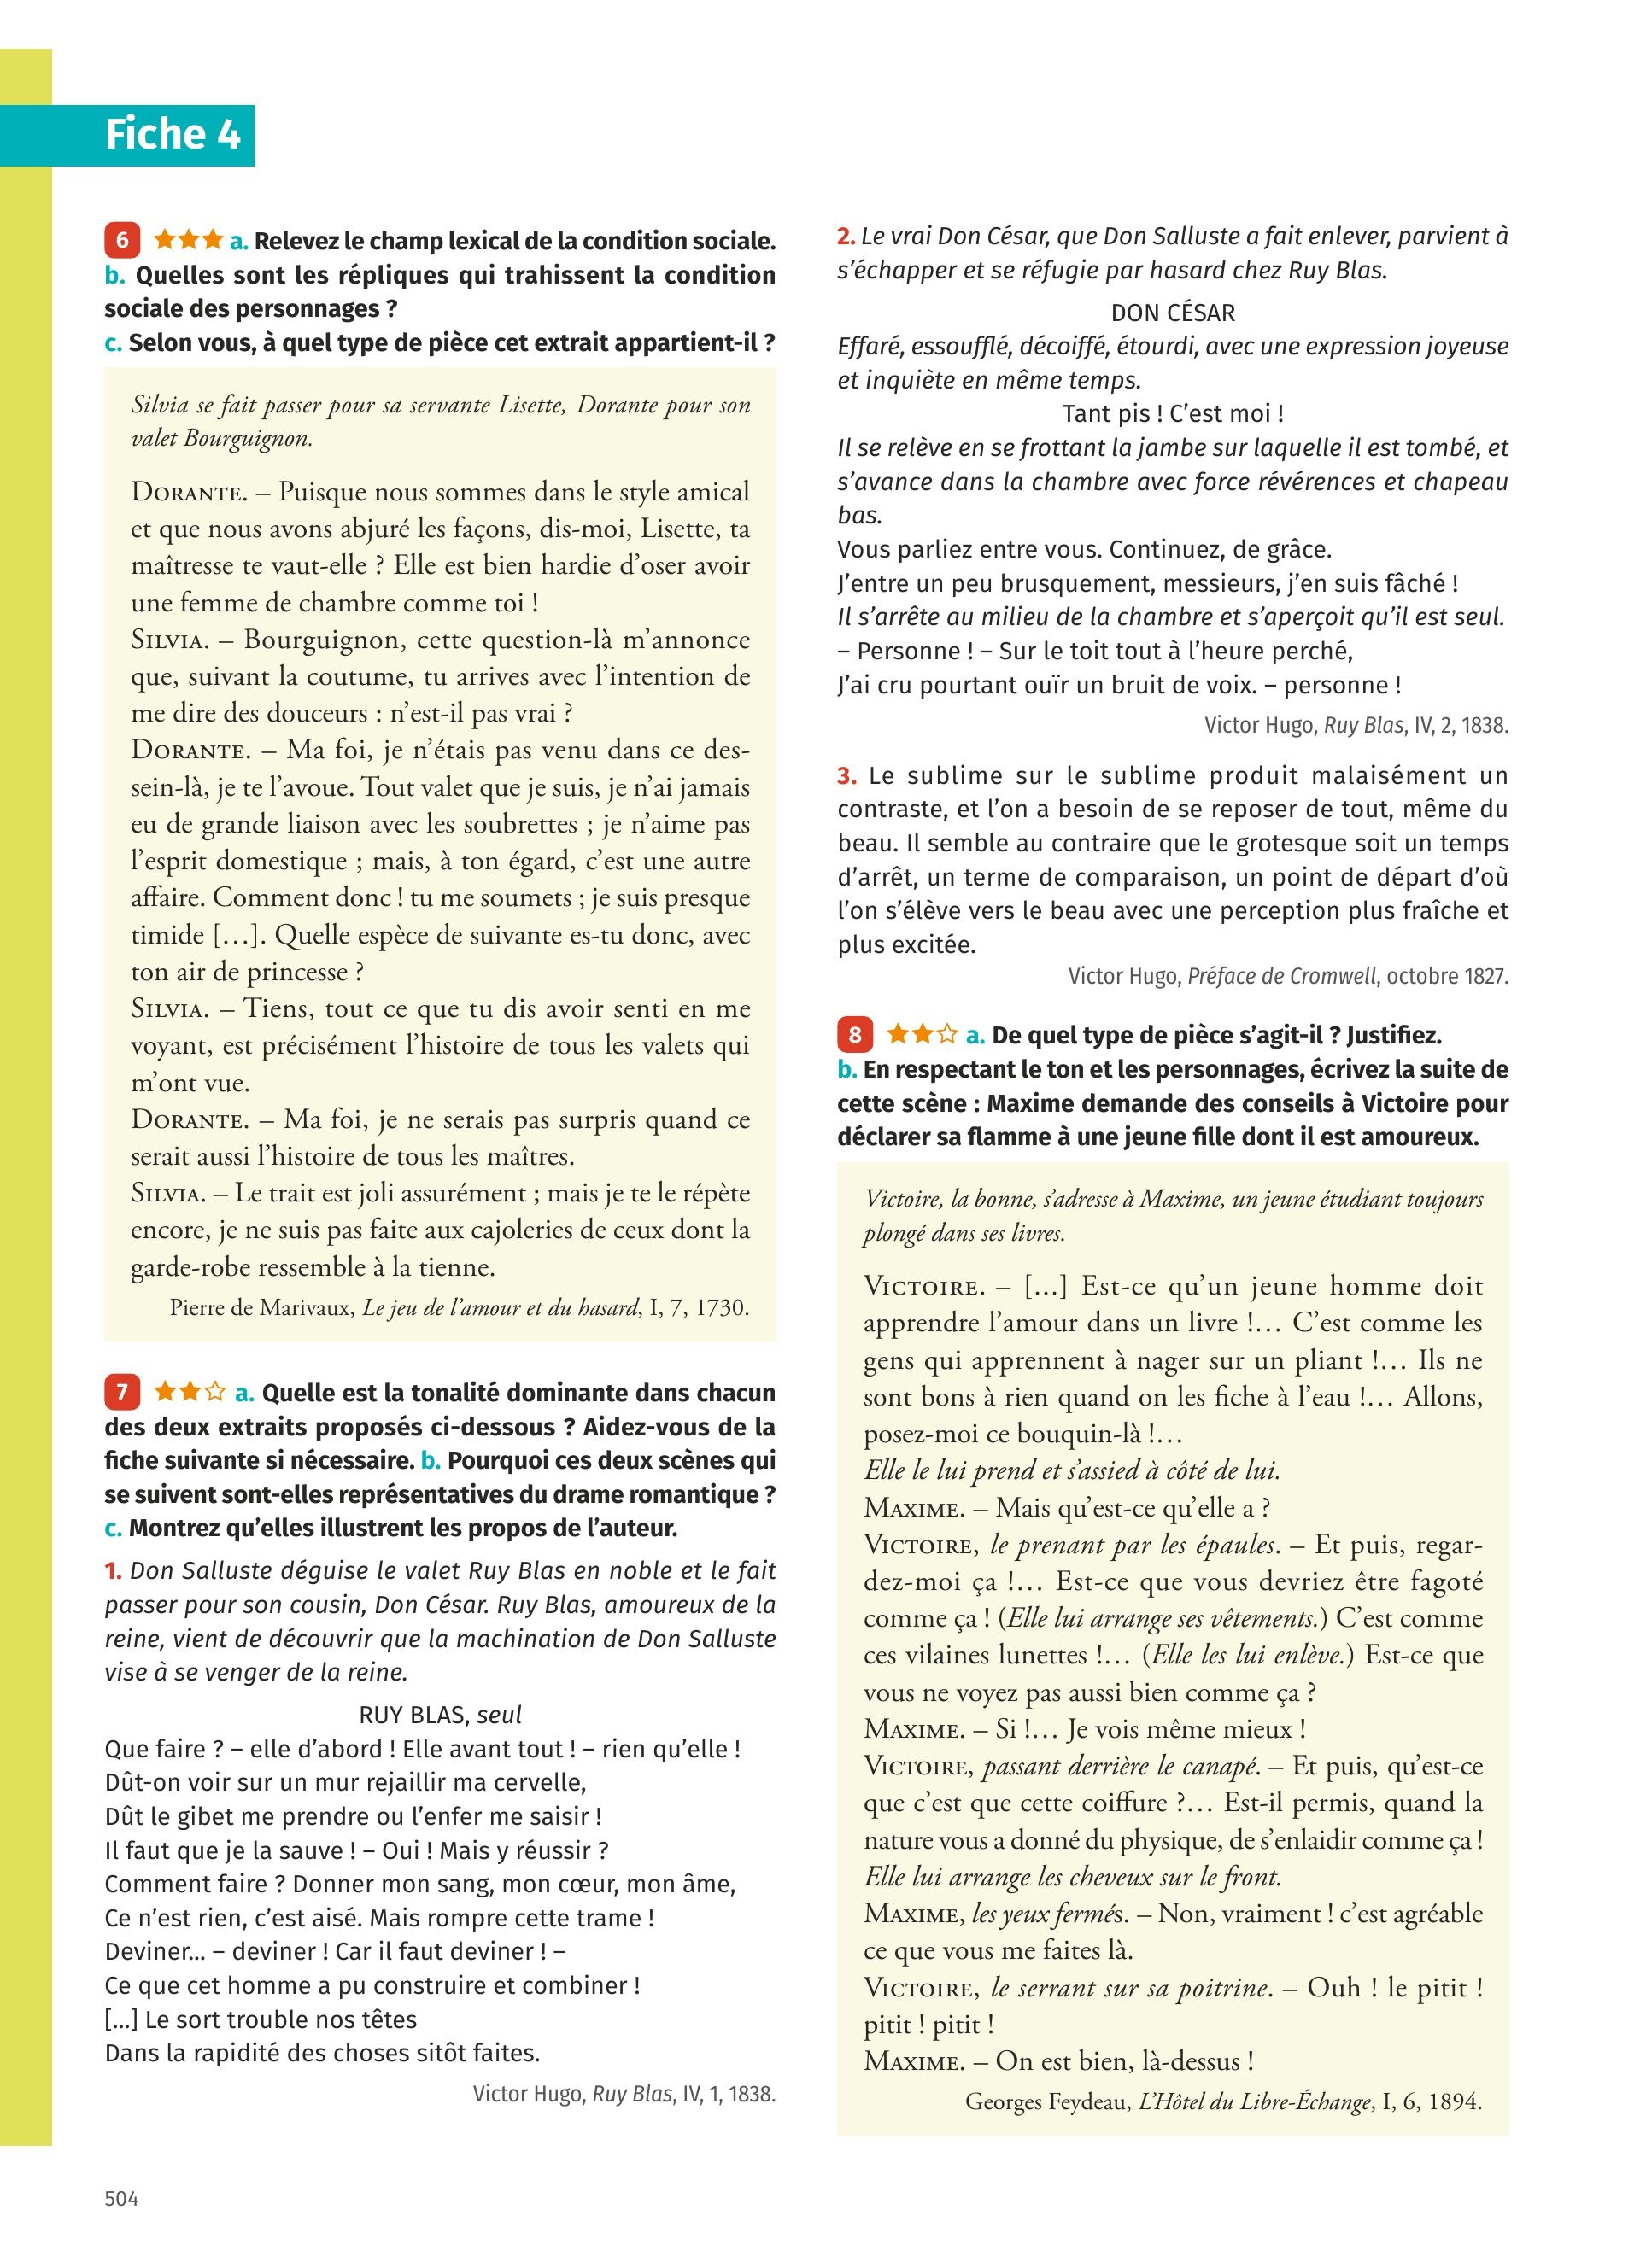 Fiche 4
6 ★★★ a. Relevez le champ lexical de la condition sociale.
b. Quelles sont les répliques qui trahissent la condition
sociale des personnages ?
c. Selon vous, à quel type de pièce cet extrait appartient-il ?
Silvia se fait passer pour sa servante Lisette, Dorante pour son
valet Bourguignon.
DORANTE. – Puisque nous sommes dans le style amical
et que nous avons abjuré les façons, dis-moi, Lisette, ta
maîtresse te vaut-elle ? Elle est bien hardie d'oser avoir
une femme de chambre comme toi !
SILVIA. – Bourguignon, cette question-là m'annonce
que, suivant la coutume, tu arrives avec l'intention de
me dire des douceurs : n'est-il pas vrai ?
DORANTE. – Ma foi, je n'étais pas venu dans ce des-
sein-là, je te l'avoue. Tout valet que je suis, je n'ai jamais
eu de grande liaison avec les soubrettes ; je n'aime pas
l'esprit domestique ; mais, à ton égard, c'est une autre
affaire. Comment donc ! tu me soumets ; je suis presque
timide […]. Quelle espèce de suivante es-tu donc, avec
ton air de princesse ?
SILVIA. – Tiens, tout ce que tu dis avoir senti en me
voyant, est précisément l'histoire de tous les valets qui
m'ont vue.
DORANTE. – Ma foi, je ne serais pas surpris quand ce
serait aussi l'histoire de tous les maîtres.
SILVIA. – Le trait est joli assurément ; mais je te le répète
encore, je ne suis pas faite aux cajoleries de ceux dont la
garde-robe ressemble à la tienne.
Pierre de Marivaux, Le jeu de l'amour et du hasard, I, 7, 1730.
7 ★★☆ a. Quelle est la tonalité dominante dans chacun
des deux extraits proposés ci-dessous ? Aidez-vous de la
fiche suivante si nécessaire. b. Pourquoi ces deux scènes qui
se suivent sont-elles représentatives du drame romantique ?
c. Montrez qu'elles illustrent les propos de l'auteur.
1. Don Salluste déguise le valet Ruy Blas en noble et le fait
passer pour son cousin, Don César. Ruy Blas, amoureux de la
reine, vient de découvrir que la machination de Don Salluste
vise à se venger de la reine.
RUY BLAS, seul
Que faire ? – elle d'abord ! Elle avant tout ! – rien qu'elle !
Dût-on voir sur un mur rejaillir ma cervelle,
Dût le gibet me prendre ou l'enfer me saisir !
Il faut que je la sauve ! – Oui ! Mais y réussir ?
Comment faire ? Donner mon sang, mon cœur, mon âme,
Ce n'est rien, c'est aisé. Mais rompre cette trame !
Deviner... – deviner ! Car il faut deviner ! –
Ce que cet homme a pu construire et combiner !
[...] Le sort trouble nos têtes
Dans la rapidité des choses sitôt faites.
Victor Hugo, Ruy Blas, IV, 1, 1838.
2. Le vrai Don César, que Don Salluste a fait enlever, parvient à
s'échapper et se réfugie par hasard chez Ruy Blas.
DON CÉSAR
Effaré, essoufflé, décoiffé, étourdi, avec une expression joyeuse
et inquiète en même temps.
Tant pis ! C'est moi !
Il se relève en se frottant la jambe sur laquelle il est tombé, et
s'avance dans la chambre avec force révérences et chapeau
bas.
Vous parliez entre vous. Continuez, de grâce.
J'entre un peu brusquement, messieurs, j'en suis fâché !
Il s'arrête au milieu de la chambre et s'aperçoit qu'il est seul.
– Personne ! – Sur le toit tout à l'heure perché,
J'ai cru pourtant ouïr un bruit de voix. – personne !
Victor Hugo, Ruy Blas, IV, 2, 1838.
3. Le sublime sur le sublime produit malaisément un
contraste, et l'on a besoin de se reposer de tout, même du
beau. Il semble au contraire que le grotesque soit un temps
d'arrêt, un terme de comparaison, un point de départ d'où
l'on s'élève vers le beau avec une perception plus fraîche et
plus excitée.
Victor Hugo, Préface de Cromwell, octobre 1827.
8 ★★☆ a. De quel type de pièce s'agit-il ? Justifiez.
b. En respectant le ton et les personnages, écrivez la suite de
cette scène : Maxime demande des conseils à Victoire pour
déclarer sa flamme à une jeune fille dont il est amoureux.
Victoire, la bonne, s'adresse à Maxime, un jeune étudiant toujours
plongé dans ses livres.
VICTOIRE. – [...] Est-ce qu'un jeune homme doit
apprendre l'amour dans un livre !… C'est comme les
gens qui apprennent à nager sur un pliant !… Ils ne
sont bons à rien quand on les fiche à l'eau !… Allons,
posez-moi ce bouquin-là !…
Elle le lui prend et s'assied à côté de lui.
MAXIME. – Mais qu'est-ce qu'elle a ?
VICTOIRE, le prenant par les épaules. – Et puis, regar-
dez-moi ça !… Est-ce que vous devriez être fagoté
comme ça ! (Elle lui arrange ses vêtements.) C'est comme
ces vilaines lunettes !… (Elle les lui enlève.) Est-ce que
vous ne voyez pas aussi bien comme ça ?
MAXIME. – Si !… Je vois même mieux !
VICTOIRE, passant derrière le canapé. – Et puis, qu'est-ce
que c'est que cette coiffure ?… Est-il permis, quand la
nature vous a donné du physique, de s'enlaidir comme ça !
Elle lui arrange les cheveux sur le front.
MAXIME, les yeux fermés. – Non, vraiment ! c'est agréable
ce que vous me faites là.
VICTOIRE, le serrant sur sa poitrine. – Ouh ! le pitit !
pitit ! pitit !
MAXIME. – On est bien, là-dessus !
Georges Feydeau, L'Hôtel du Libre-Échange, I, 6, 1894.
504